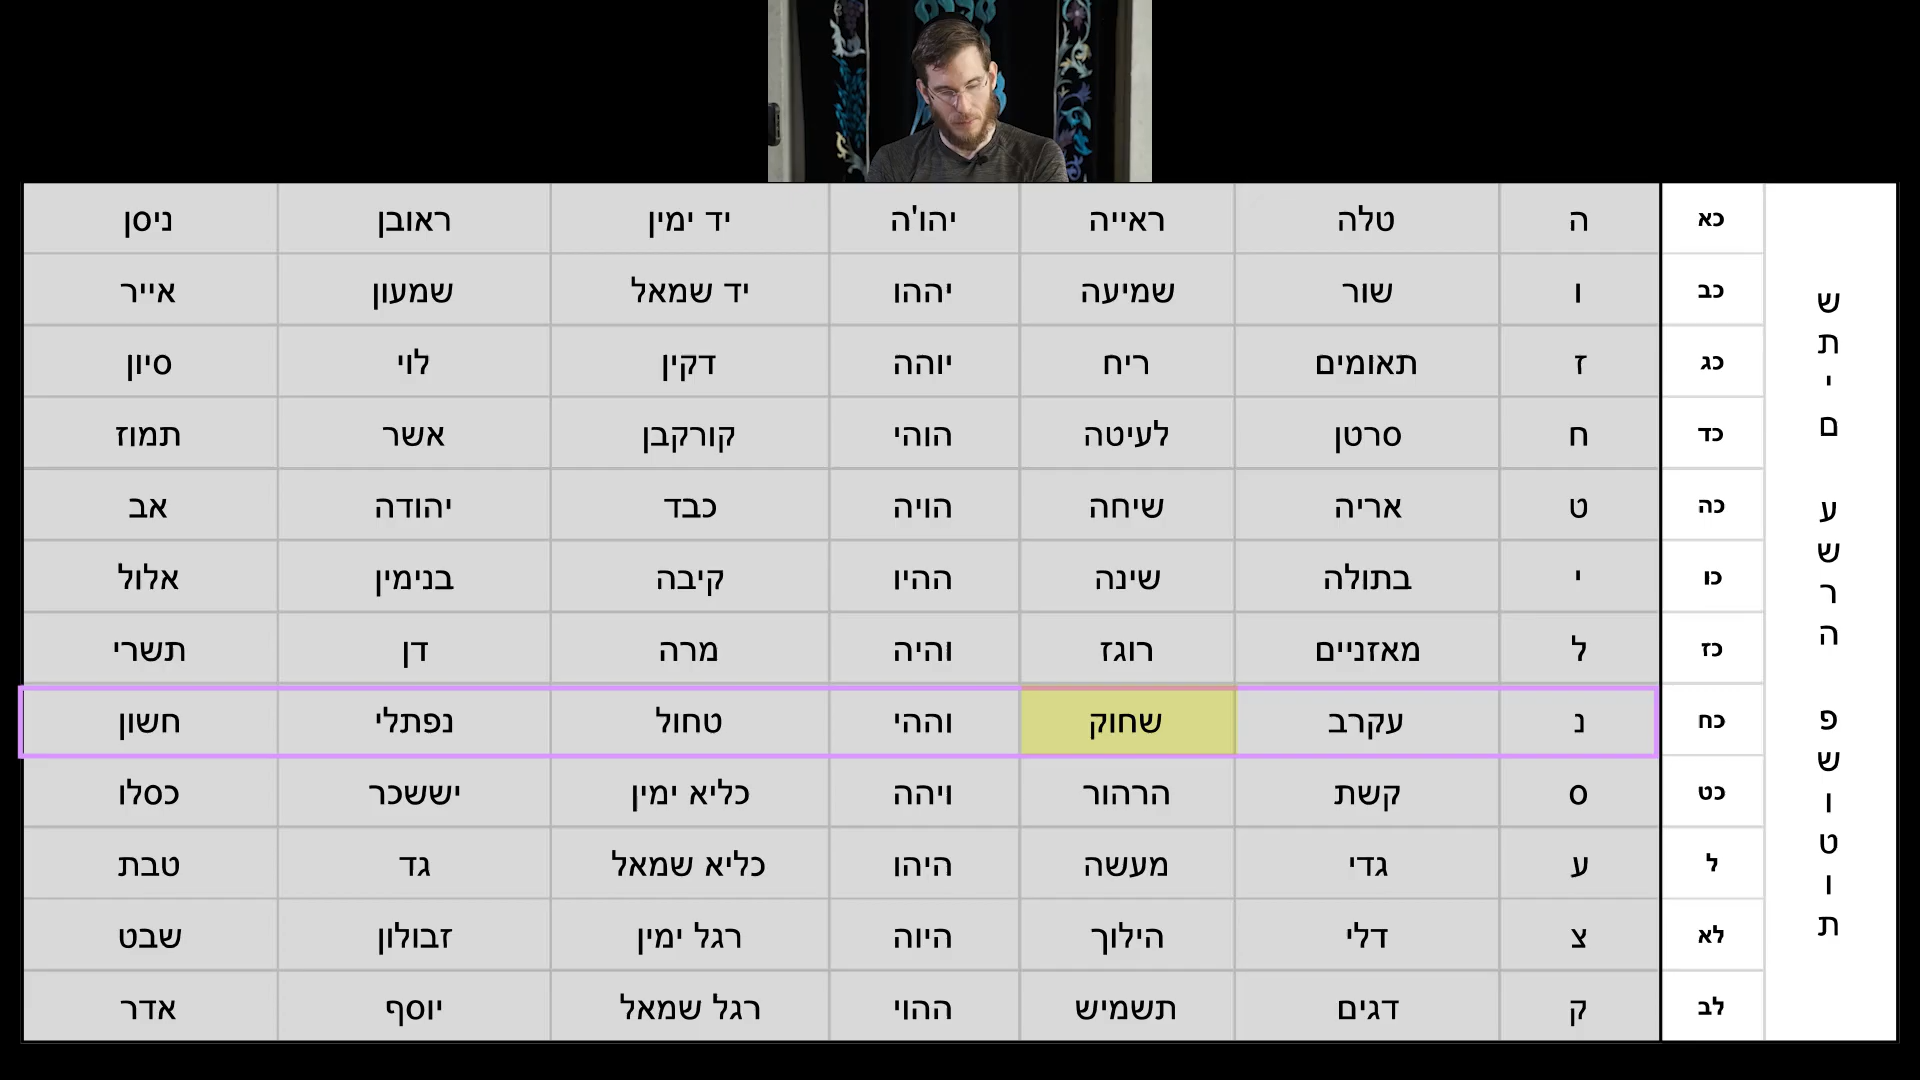 שתים עשרה פשוטות
כא ה טלה ראייה יהו'ה יד ימין ראובן ניסן
כב ו שור שמיעה יההו יד שמאל שמעון אייר
כג ז תאומים ריח יוהה דקין לוי סיון
כד ח סרטן לעיטה הוהי קורקבן אשר תמוז
כה ט אריה שיחה הויה כבד יהודה אב
כו י בתולה שינה ההיו קיבה בנימין אלול
כז ל מאזניים רוגז והיה מרה דן תשרי
כח נ עקרב שחוק וההי טחול נפתלי חשון
כט ס קשת הרהור ויהה כליא ימין יששכר כסלו
ל ע גדי מעשה היהו כליא שמאל גד טבת
לא צ דלי הילוך היוה רגל ימין זבולון שבט
לב ק דגים תשמיש ההוי רגל שמאל יוסף אדר